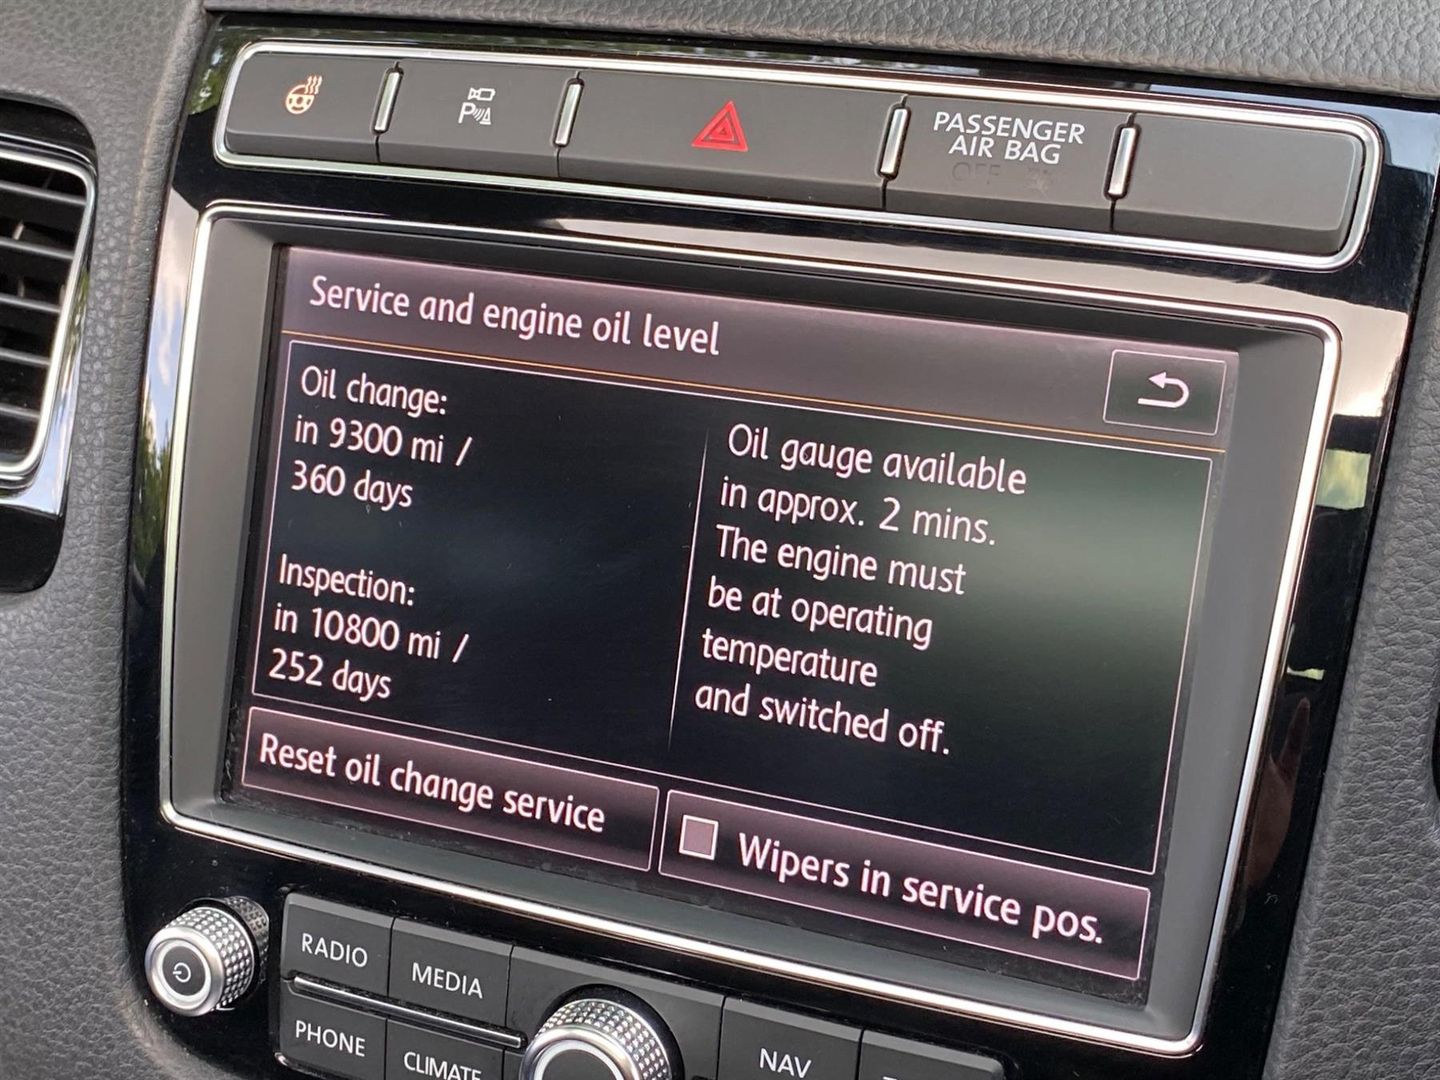 PASSENGER
AIR BAG
OFF
Service and engine oil level
Oil change:
in 9300 mi /
360 days
Inspection:
in 10800 mi /
252 days
Oil gauge available
in approx. 2 mins.
The engine must
be at operating
temperature
and switched off.
Reset oil change service
Wipers in service pos.
RADIO
MEDIA
PHONE
CLIMATE
NAV